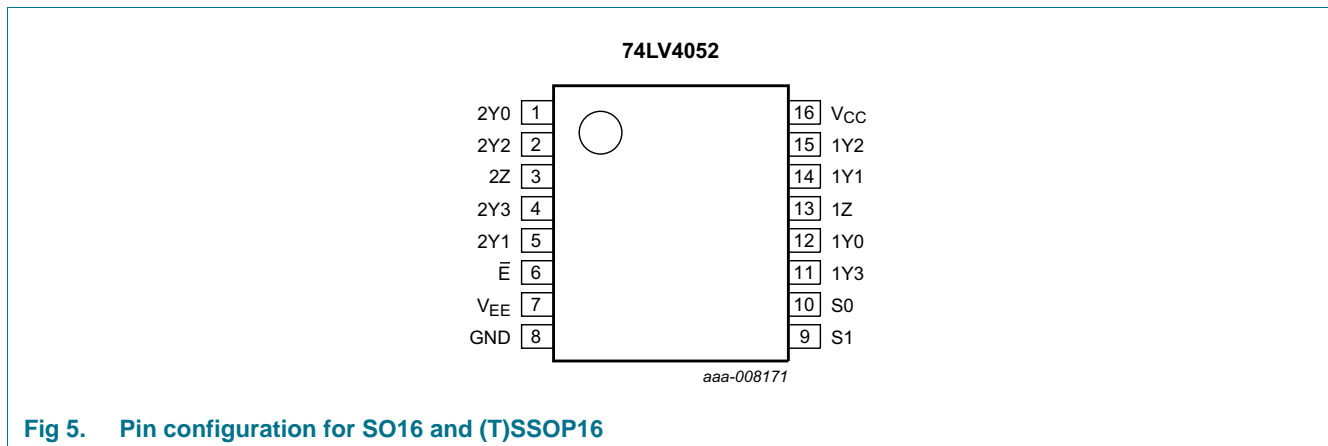 74LV4052
2Y0 1 16 VCC
2Y2 2 15 1Y2
2Z 3 14 1Y1
2Y3 4 13 1Z
2Y1 5 12 1Y0
E̅ 6 11 1Y3
VEE 7 10 S0
GND 8 9 S1
aaa-008171
Fig 5. Pin configuration for SO16 and (T)SSOP16